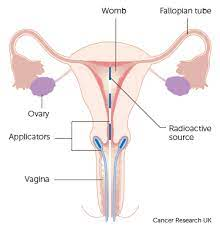 Womb
Fallopian tube
Ovary
Radioactive
source
Applicators
Vagina
Cancer Research UK